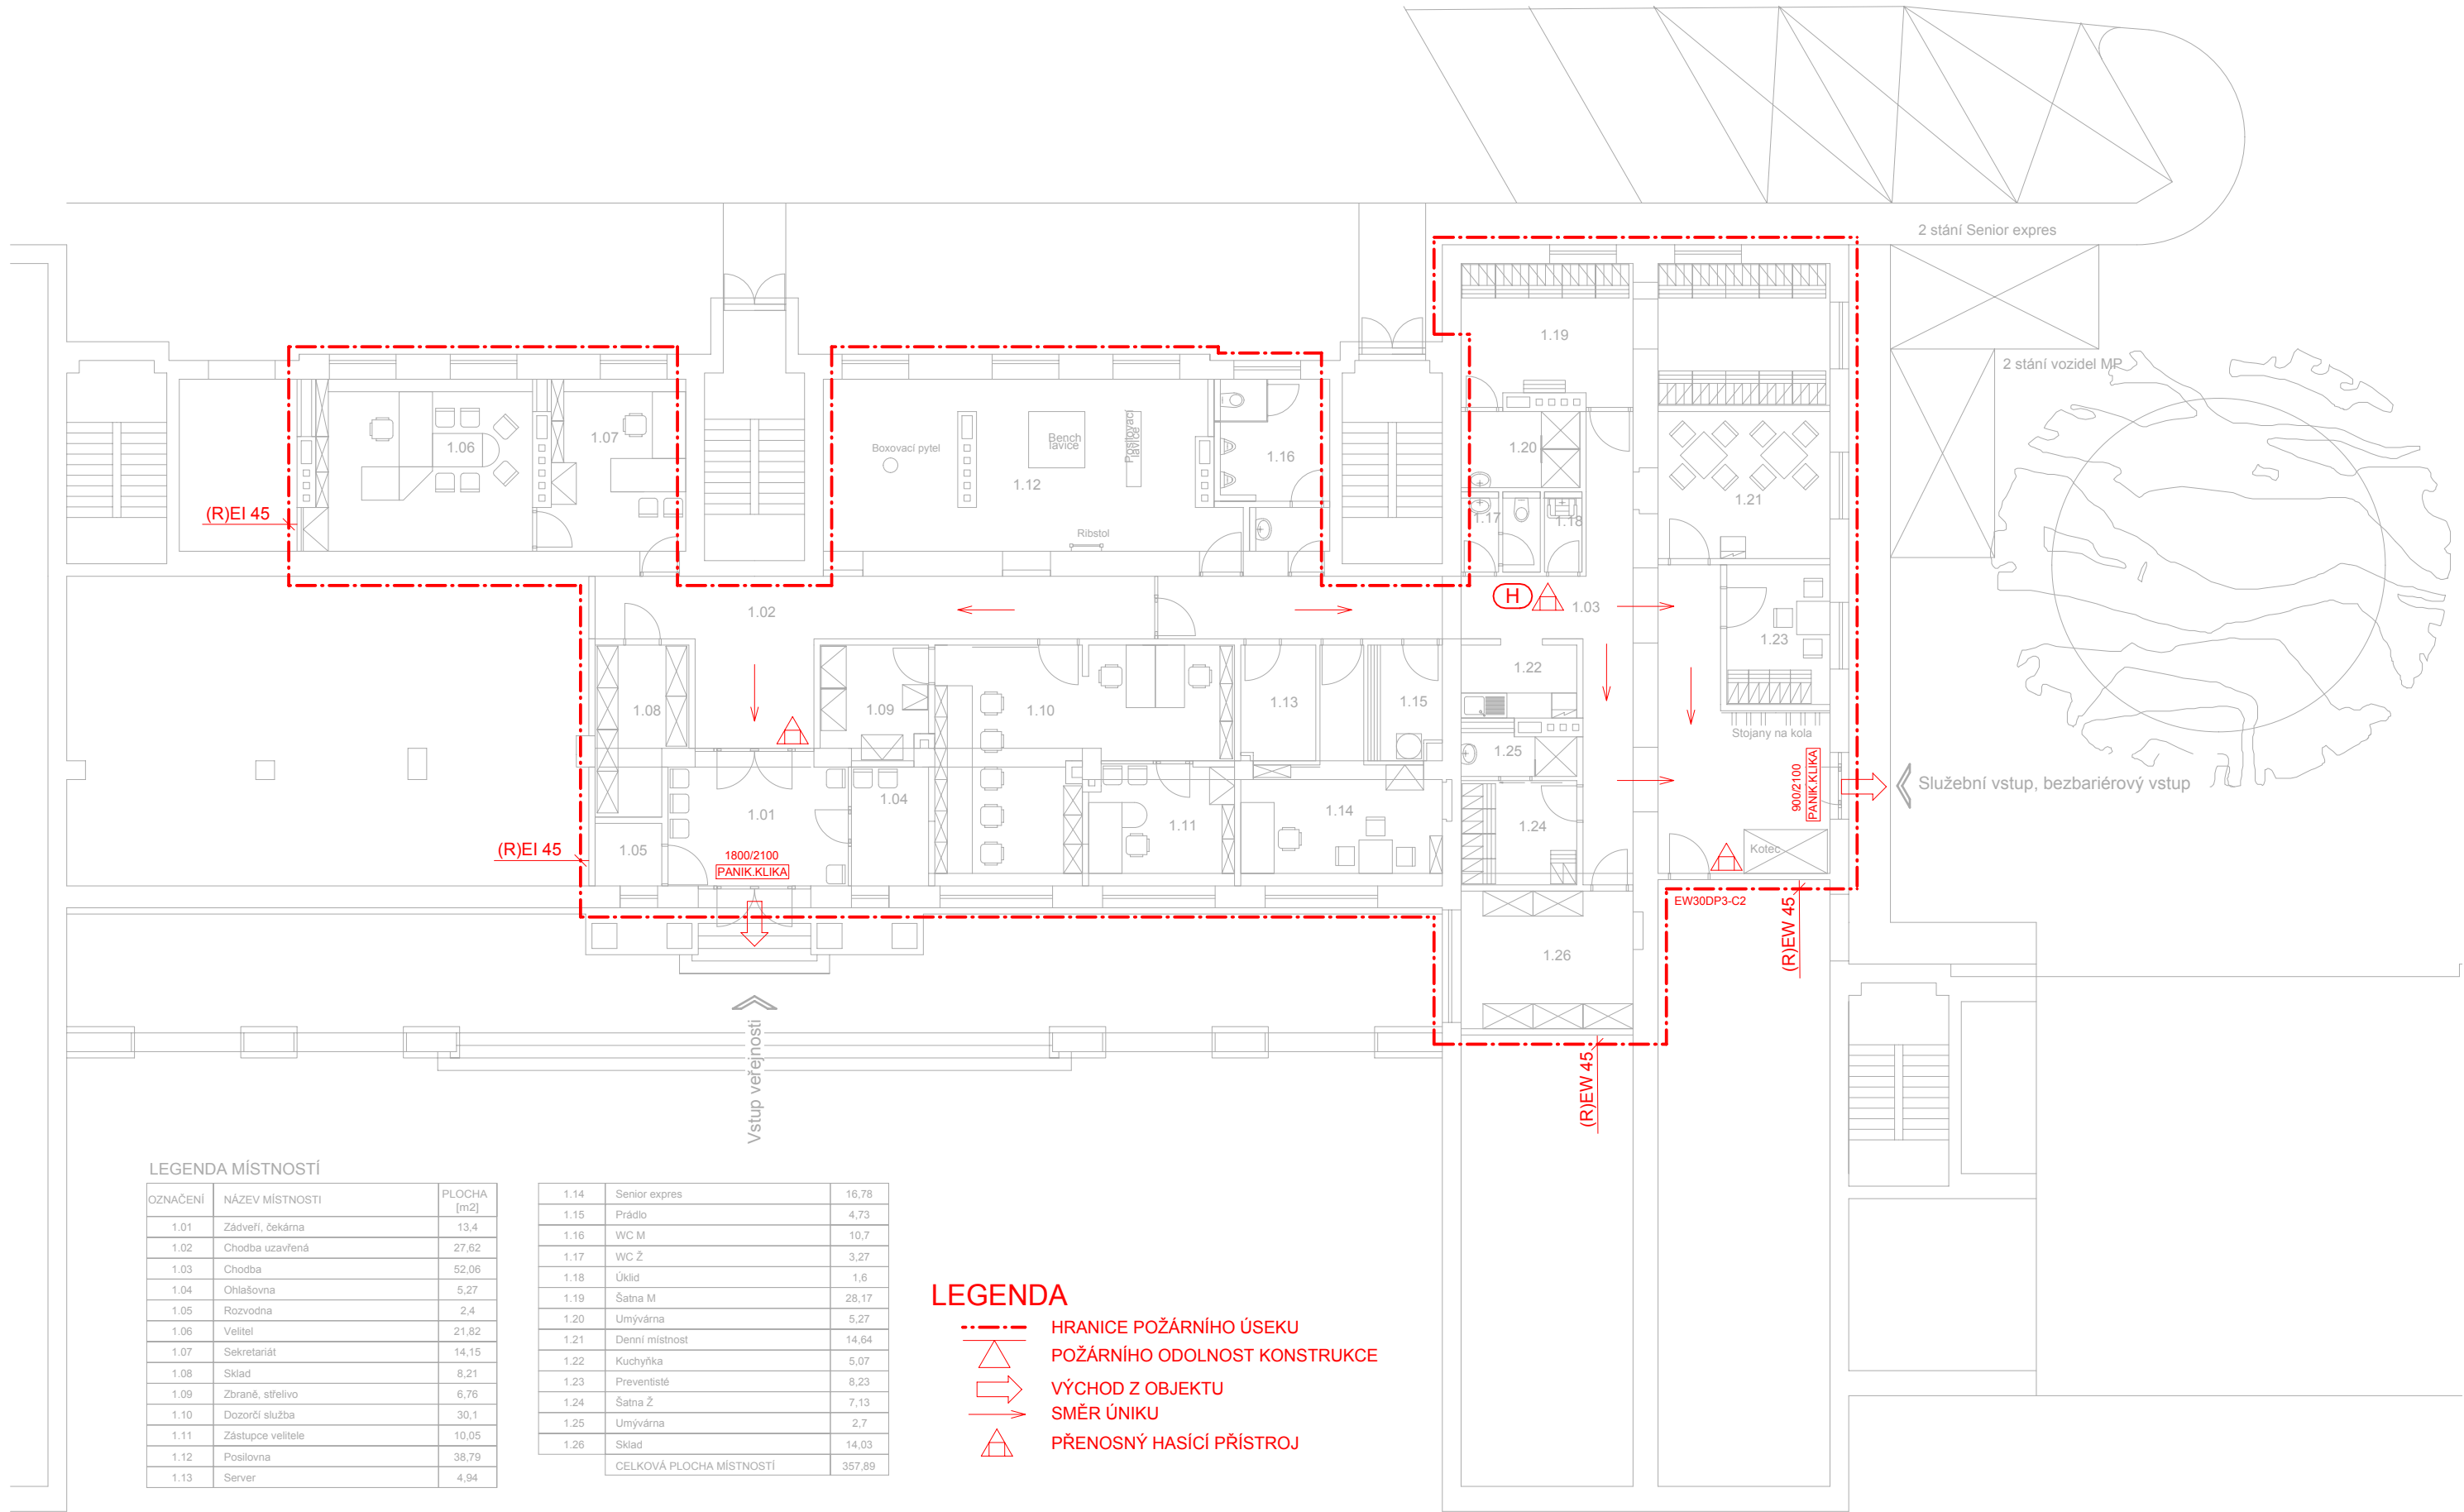 2 stání Senior expres
2 stání vozidel MP
1.19
1.06
1.07
Boxovací pytel
Bench
lavice
Posilovací
lavice
1.12
1.16
Ribstol
1.20
1.17
1.18
1.21
(R)EI 45
1.02
H
1.03
1.23
1.22
1.08
1.09
1.10
1.13
1.15
Stojany na kola
1.25
900/2100
PANIK.KLIKA
Služební vstup, bezbariérový vstup
1.01
1.04
1.11
1.14
1.24
Kotec
(R)EI 45
1.05
1800/2100
PANIK.KLIKA
EW30DP3-C2
(R)EW 45
1.26
(R)EW 45
Vstup veřejnosti
LEGENDA MÍSTNOSTÍ
OZNAČENÍ NÁZEV MÍSTNOSTI PLOCHA [m2]
1.01 Zádveří, čekárna 13,4
1.02 Chodba uzavřená 27,62
1.03 Chodba 52,06
1.04 Ohlašovna 5,27
1.05 Rozvodna 2,4
1.06 Velitel 21,82
1.07 Sekretariát 14,15
1.08 Sklad 8,21
1.09 Zbraně, střelivo 6,76
1.10 Dozorčí služba 30,1
1.11 Zástupce velitele 10,05
1.12 Posilovna 38,79
1.13 Server 4,94
1.14 Senior expres 16,78
1.15 Prádlo 4,73
1.16 WC M 10,7
1.17 WC Ž 3,27
1.18 Úklid 1,6
1.19 Šatna M 28,17
1.20 Umývárna 5,27
1.21 Denní místnost 14,64
1.22 Kuchyňka 5,07
1.23 Preventisté 8,23
1.24 Šatna Ž 7,13
1.25 Umývárna 2,7
1.26 Sklad 14,03
CELKOVÁ PLOCHA MÍSTNOSTÍ 357,89
LEGENDA
HRANICE POŽÁRNÍHO ÚSEKU
POŽÁRNÍHO ODOLNOST KONSTRUKCE
VÝCHOD Z OBJEKTU
SMĚR ÚNIKU
PŘENOSNÝ HASÍCÍ PŘÍSTROJ